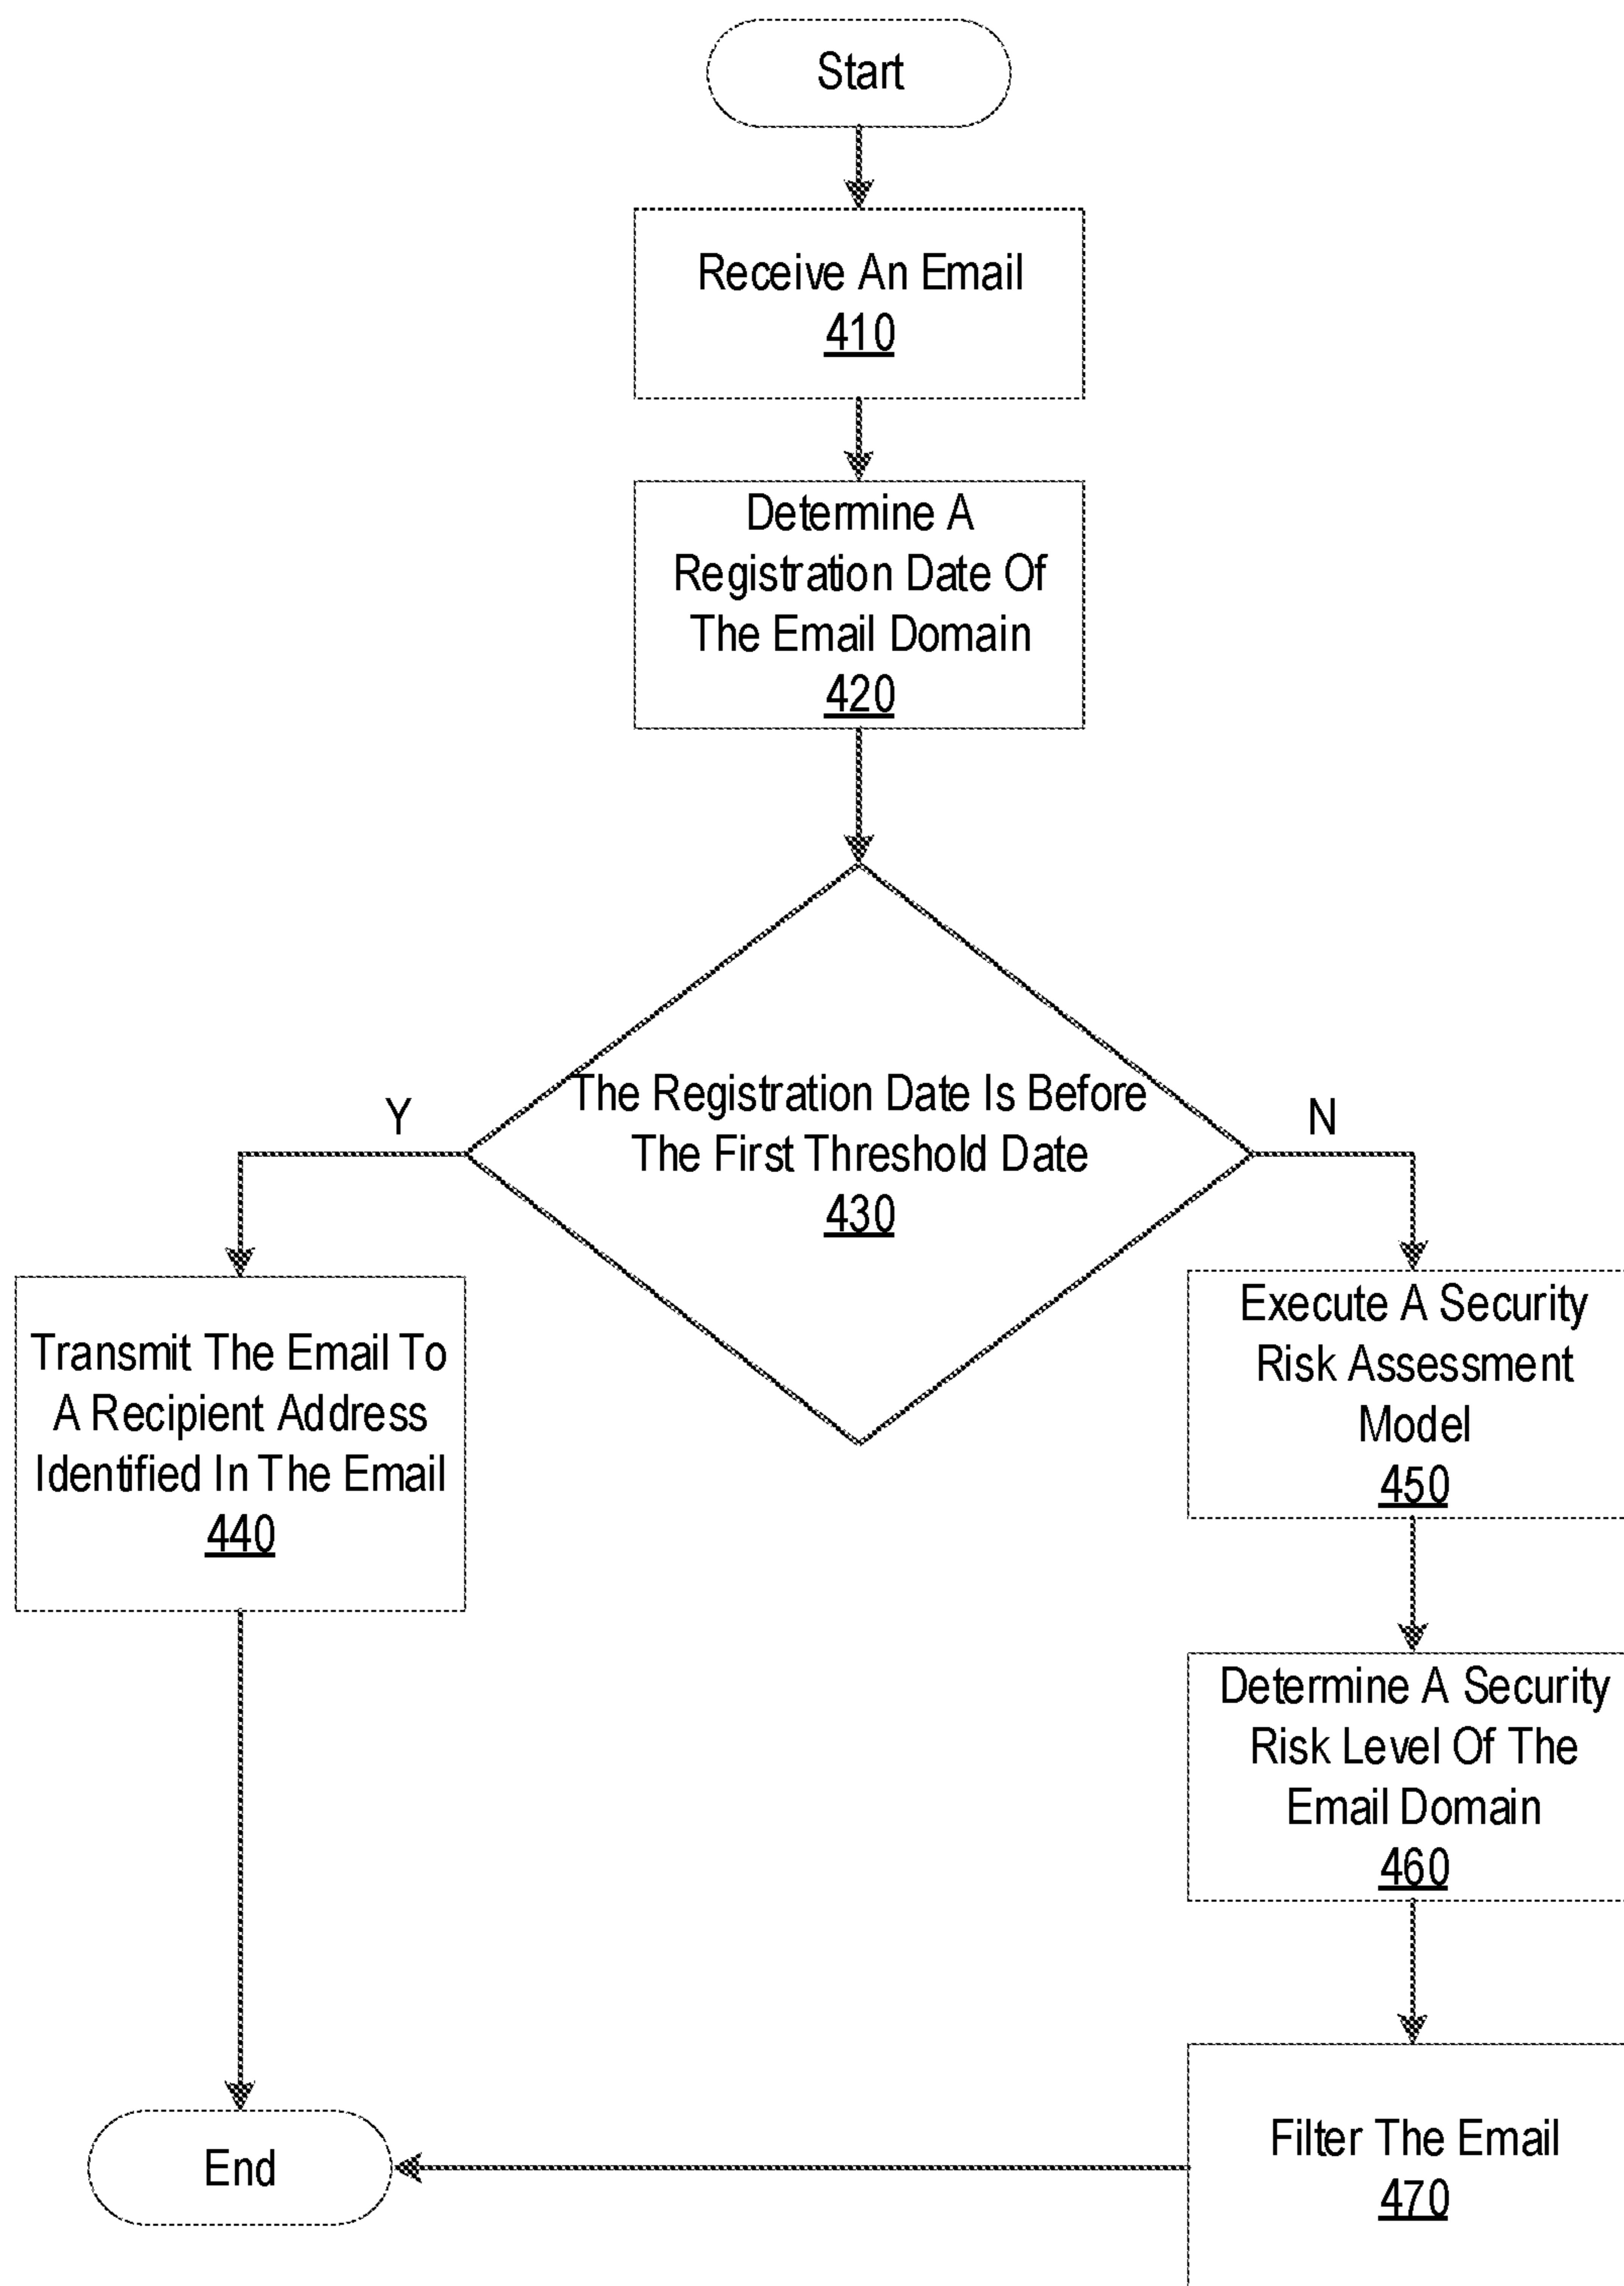 Start
Receive An Email
410
Determine A
Registration Date Of
The Email Domain
420
The Registration Date Is Before
The First Threshold Date
430
Y
N
Transmit The Email To
A Recipient Address
Identified In The Email
440
Execute A Security
Risk Assessment
Model
450
Determine A Security
Risk Level Of The
Email Domain
460
Filter The Email
470
End